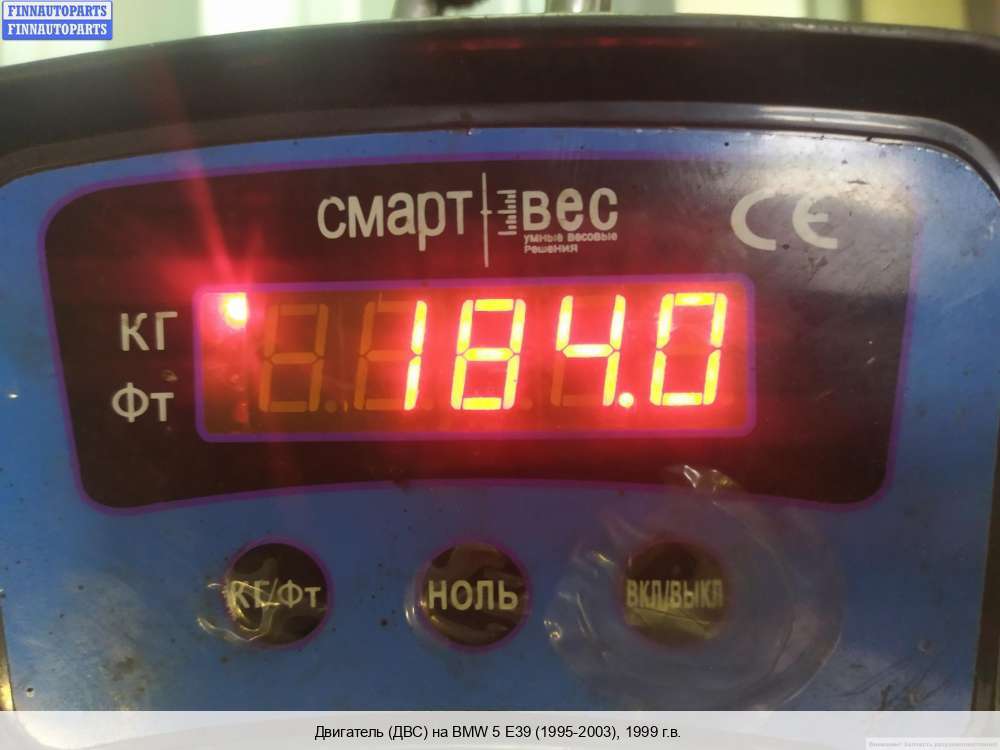 FINNAUTOPARTS
FINNAUTOPARTS
смарт вес
умные весовые
решения
CE
КГ
184.0
Фт
КГ/Фт
НОЛЬ
ВКЛ/ВЫКЛ
Двигатель (ДВС) на BMW 5 E39 (1995-2003), 1999 г.в.